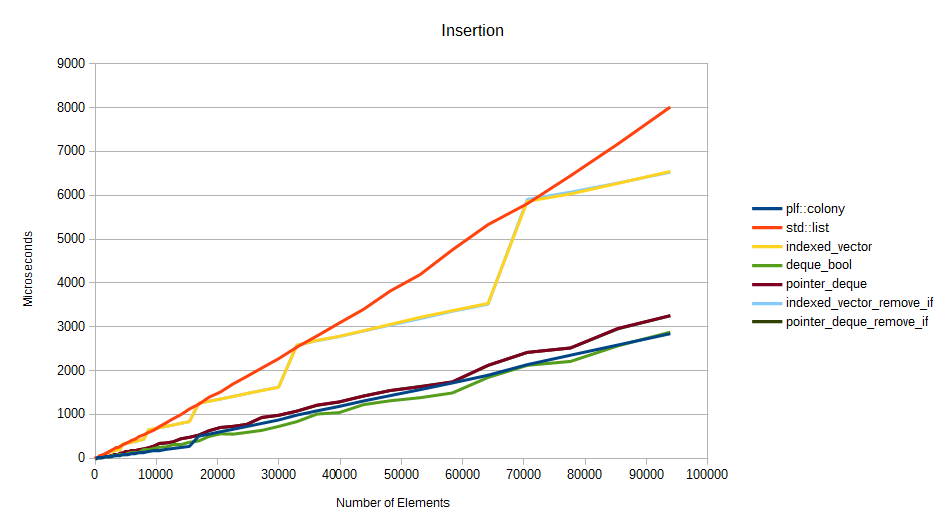 Insertion
9000
8000
7000
6000
5000
4000
3000
2000
1000
0
Microseconds
0 10000 20000 30000 40000 50000 60000 70000 80000 90000 100000
Number of Elements
plf::colony
std::list
indexed_vector
deque_bool
pointer_deque
indexed_vector_remove_if
pointer_deque_remove_if